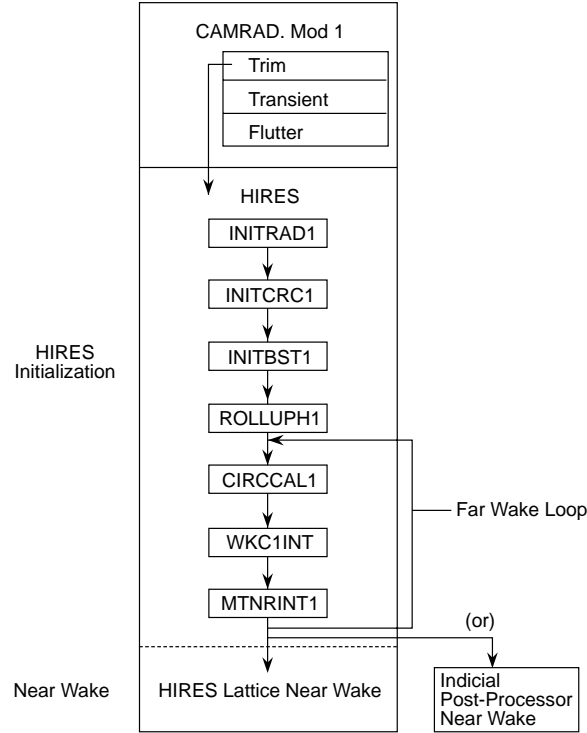 CAMRAD. Mod 1
Trim
Transient
Flutter
HIRES
INITRAD1
INITCRC1
INITBST1
HIRES
Initialization
ROLLUPH1
CIRCCAL1
Far Wake Loop
WKC1INT
MTNRINT1
(or)
Near Wake
HIRES Lattice Near Wake
Indicial
Post-Processor
Near Wake